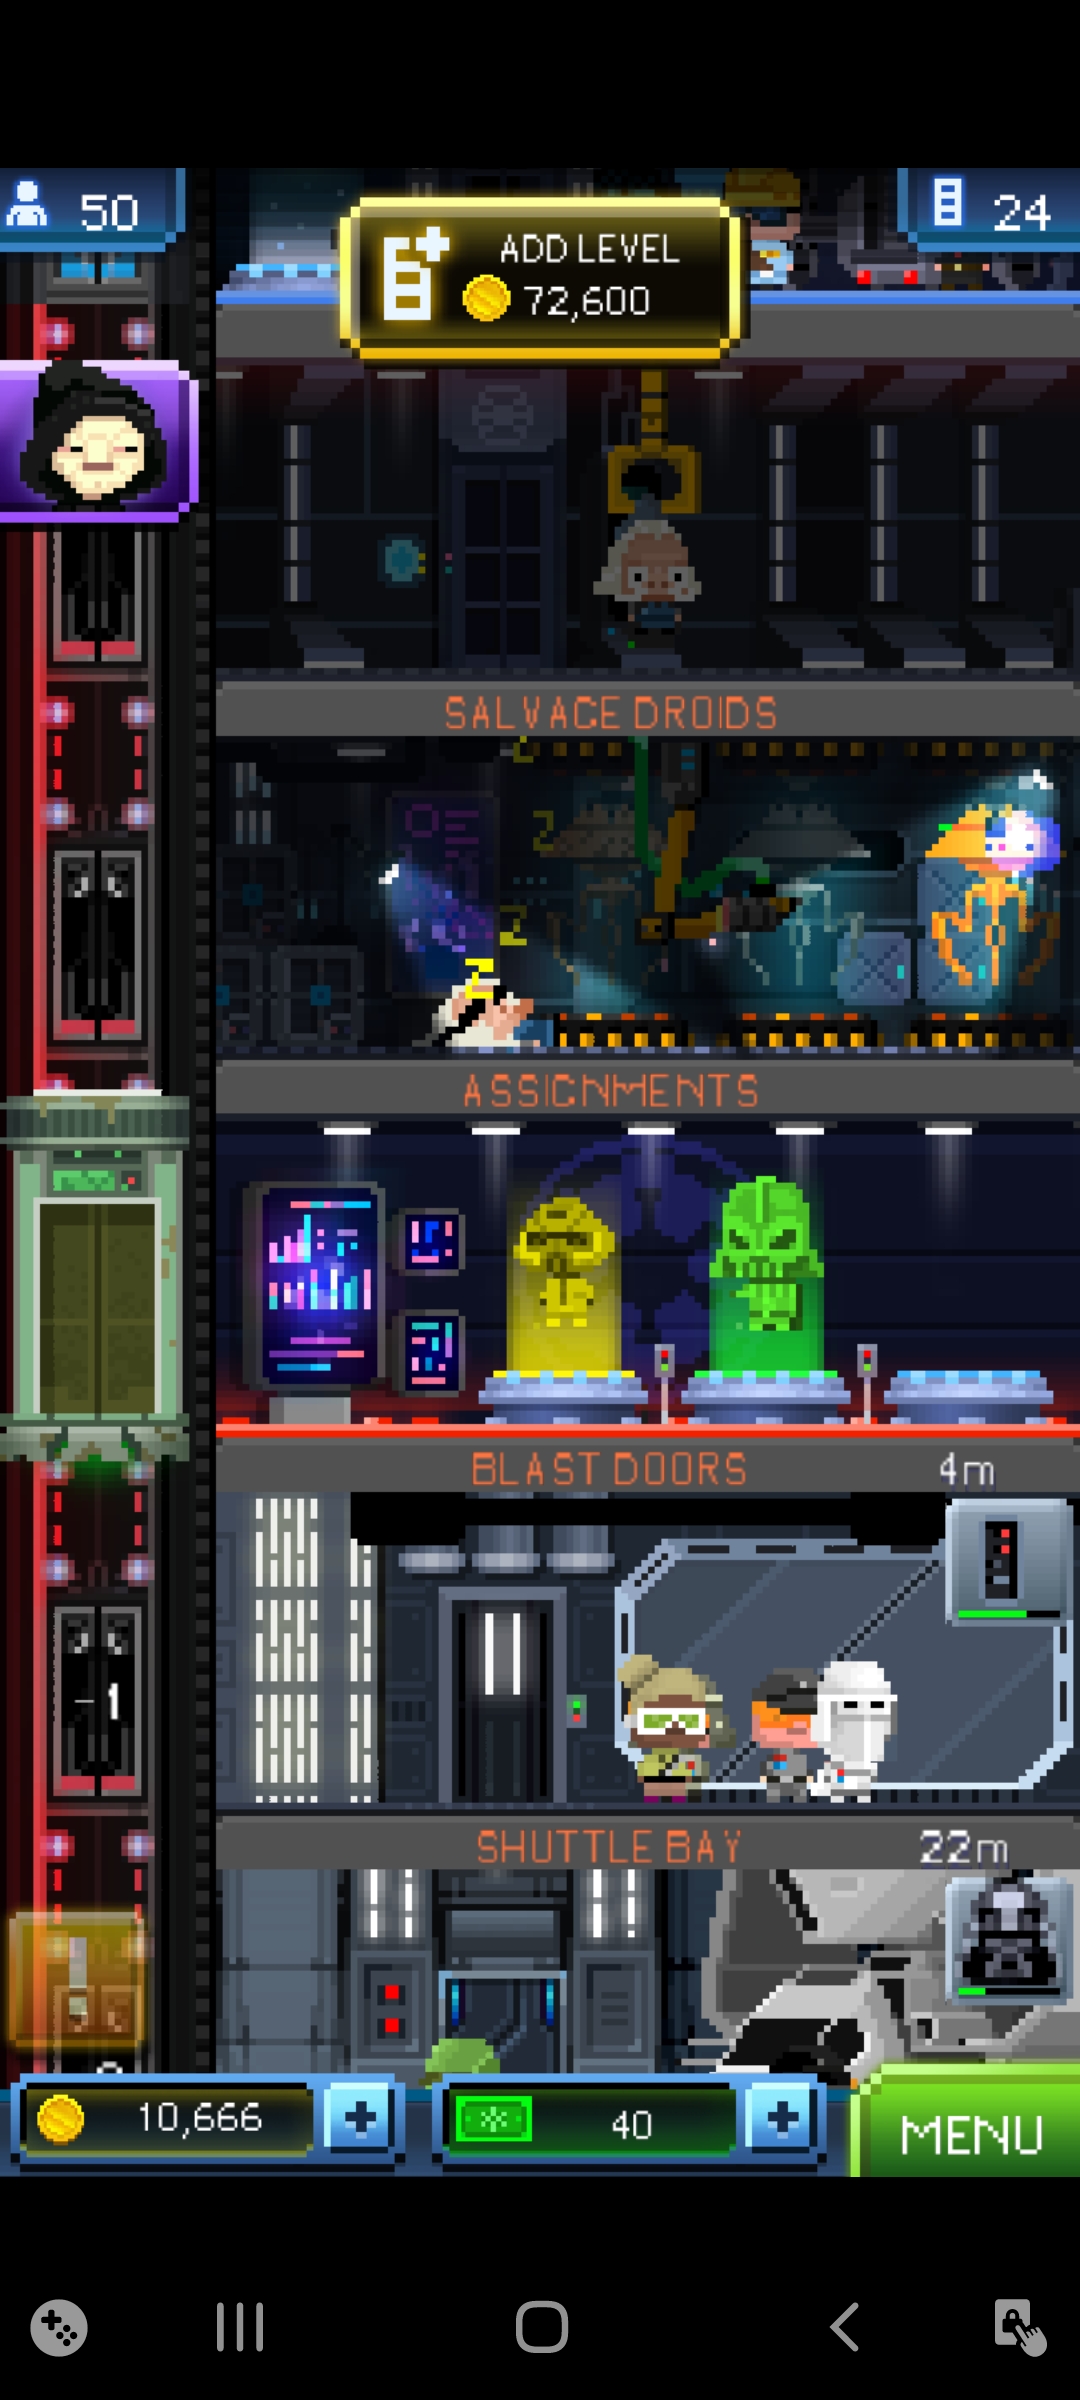 50
24
ADD LEVEL
72,600
SALVAGE DROIDS
Z
Z
Z
Z
ASSIGNMENTS
BLAST DOORS 4m
-1
SHUTTLE BAY 22m
10,666
40
MENU